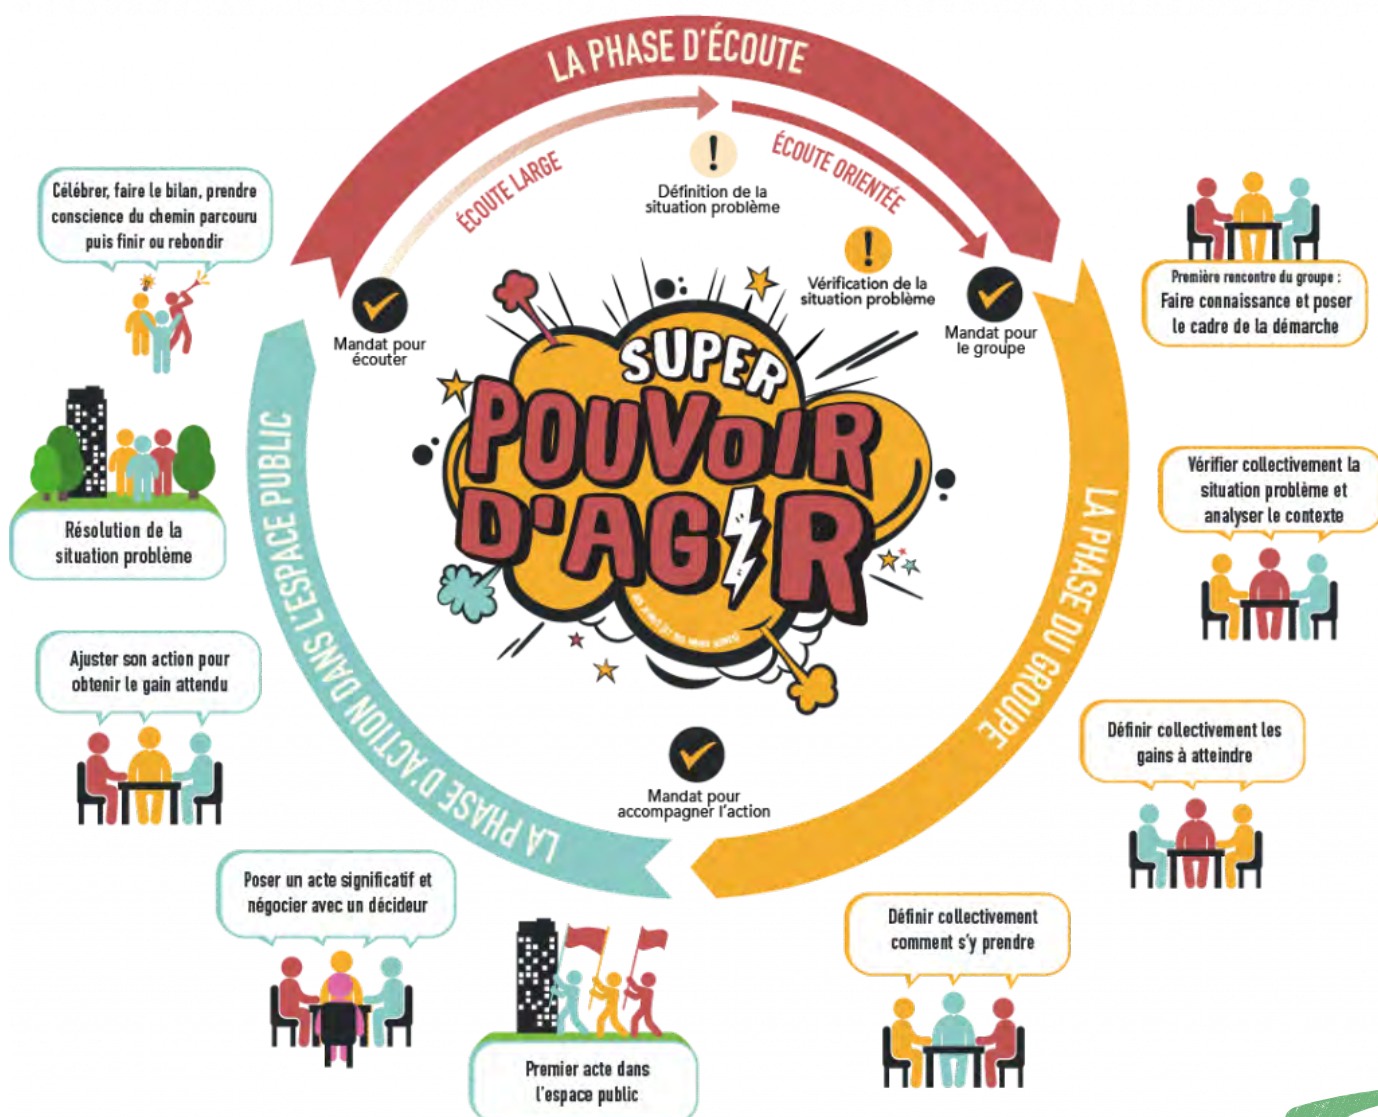 LA PHASE D'ÉCOUTE
ÉCOUTE LARGE
ÉCOUTE ORIENTÉE
Définition de la
situation problème
Vérification de la
situation problème
Mandat pour
écouter
Mandat pour
le groupe
SUPER
POUVOIR
D'AGIR
Mandat pour
accompagner l'action
LA PHASE DU GROUPE
Première rencontre du groupe :
Faire connaissance et poser
le cadre de la démarche
Vérifier collectivement la
situation problème et
analyser le contexte
Définir collectivement les
gains à atteindre
Définir collectivement
comment s'y prendre
LA PHASE D'ACTION DANS L'ESPACE PUBLIC
Premier acte dans
l'espace public
Poser un acte significatif et
négocier avec un décideur
Ajuster son action pour
obtenir le gain attendu
Résolution de la
situation problème
Célébrer, faire le bilan, prendre
conscience du chemin parcouru
puis finir ou rebondir